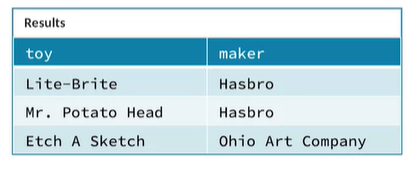 Results
toy maker
Lite-Brite Hasbro
Mr. Potato Head Hasbro
Etch A Sketch Ohio Art Company